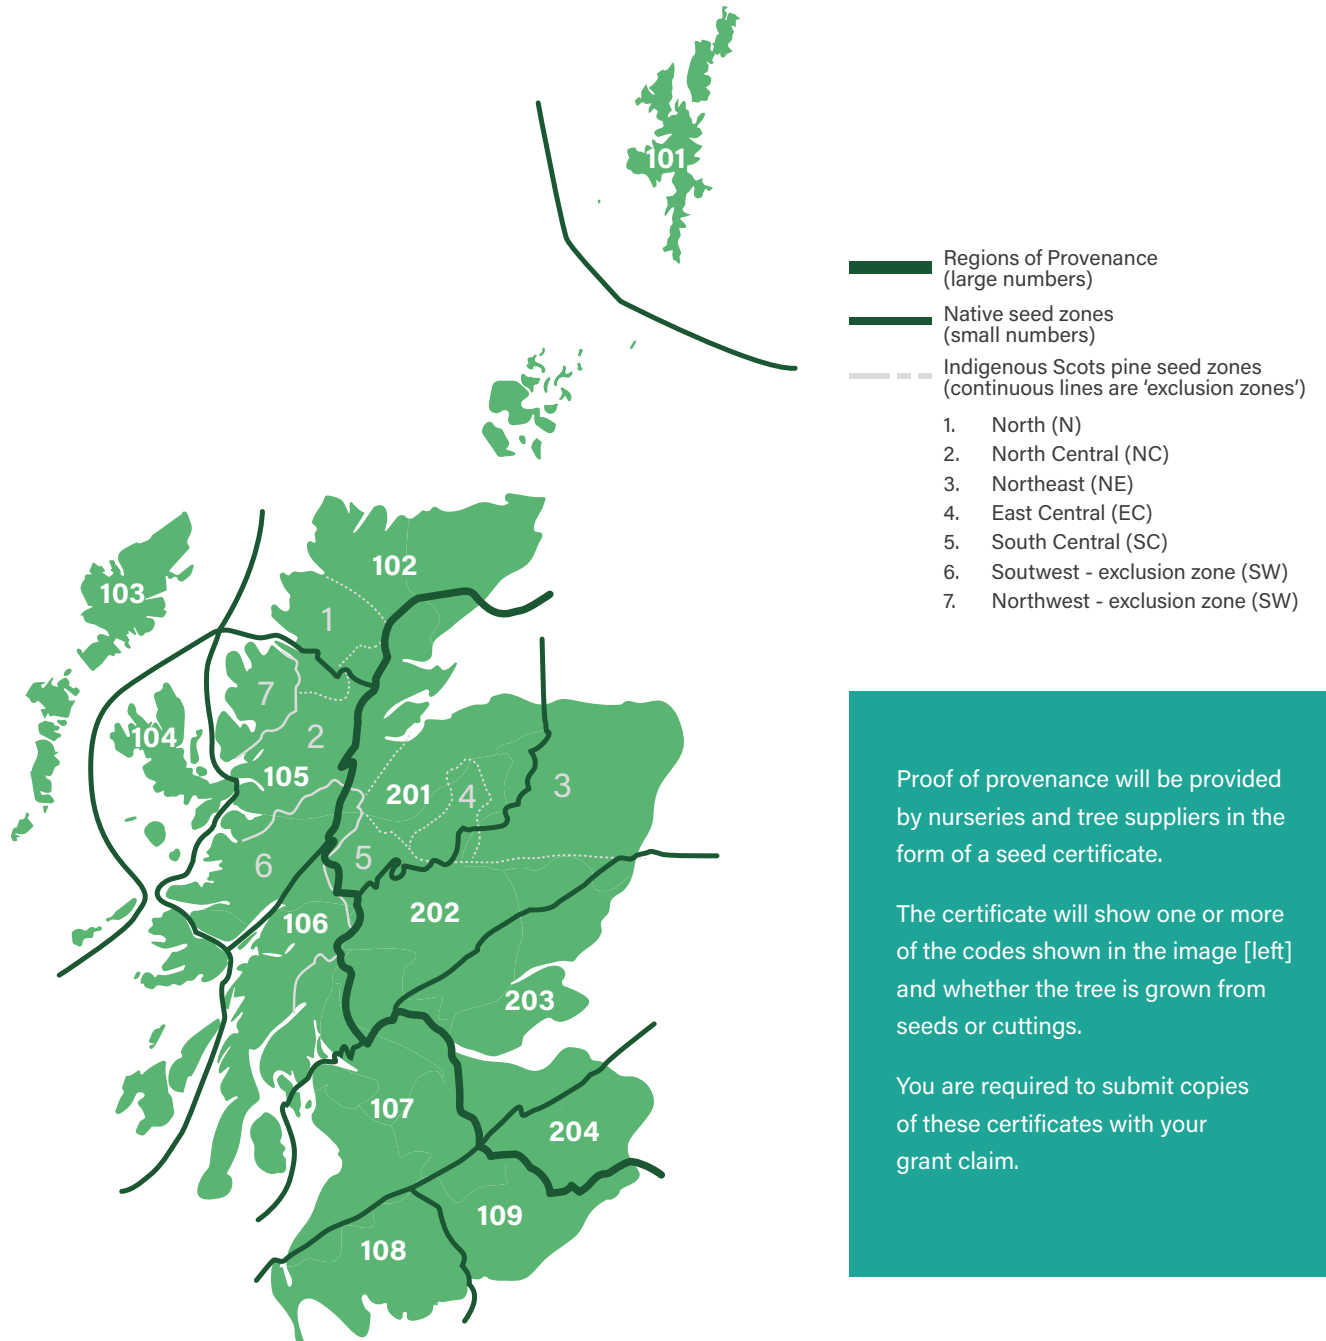 101
Regions of Provenance
(large numbers)
Native seed zones
(small numbers)
Indigenous Scots pine seed zones
(continuous lines are ‘exclusion zones’)
1. North (N)
2. North Central (NC)
3. Northeast (NE)
4. East Central (EC)
5. South Central (SC)
6. Soutwest - exclusion zone (SW)
7. Northwest - exclusion zone (SW)
102
103
1
7
104
2
105
201
4
3
6
5
106
202
203
107
204
109
108
Proof of provenance will be provided
by nurseries and tree suppliers in the
form of a seed certificate.
The certificate will show one or more
of the codes shown in the image [left]
and whether the tree is grown from
seeds or cuttings.
You are required to submit copies
of these certificates with your
grant claim.